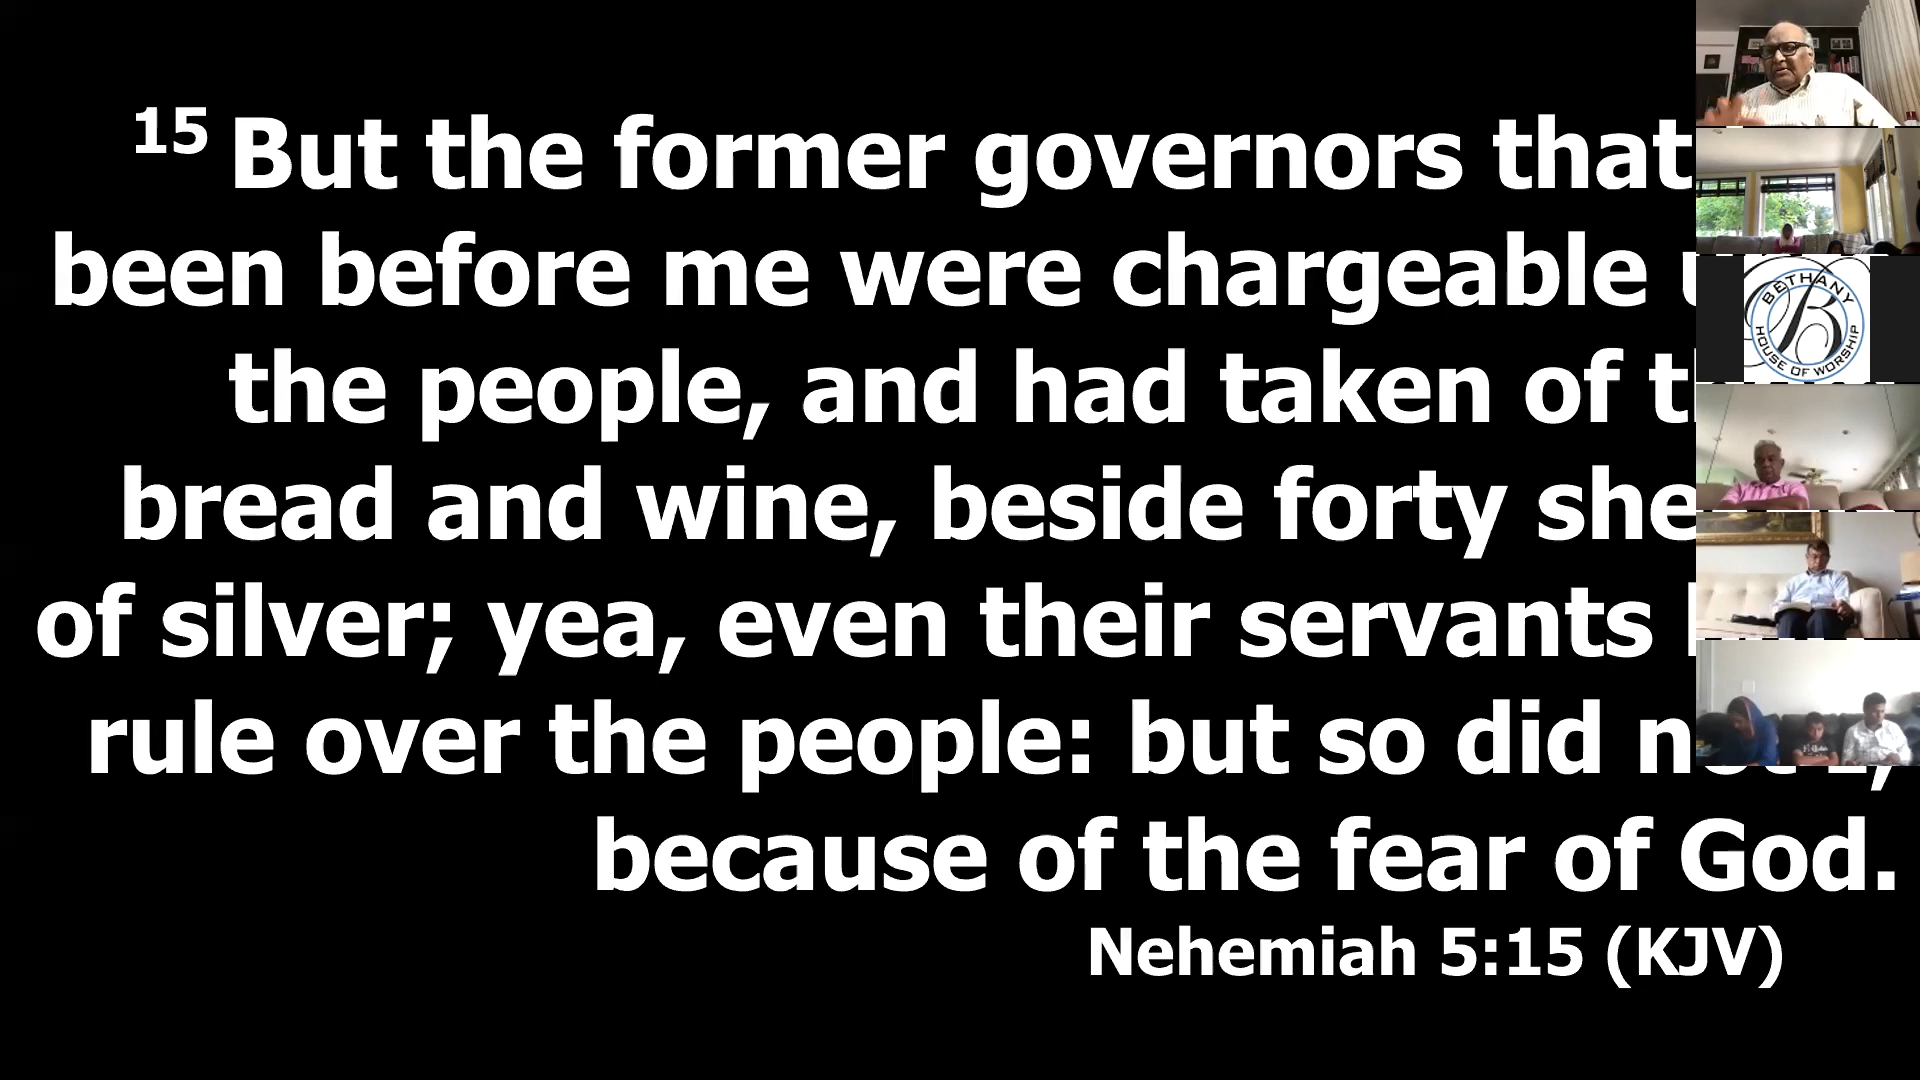 15 But the former governors that
been before me were chargeable
the people, and had taken of
bread and wine, beside forty
of silver; yea, even their servants
rule over the people: but so did
because of the fear of God.
Nehemiah 5:15 (KJV)
BETHANY
B
HOUSE OF WORSHIP